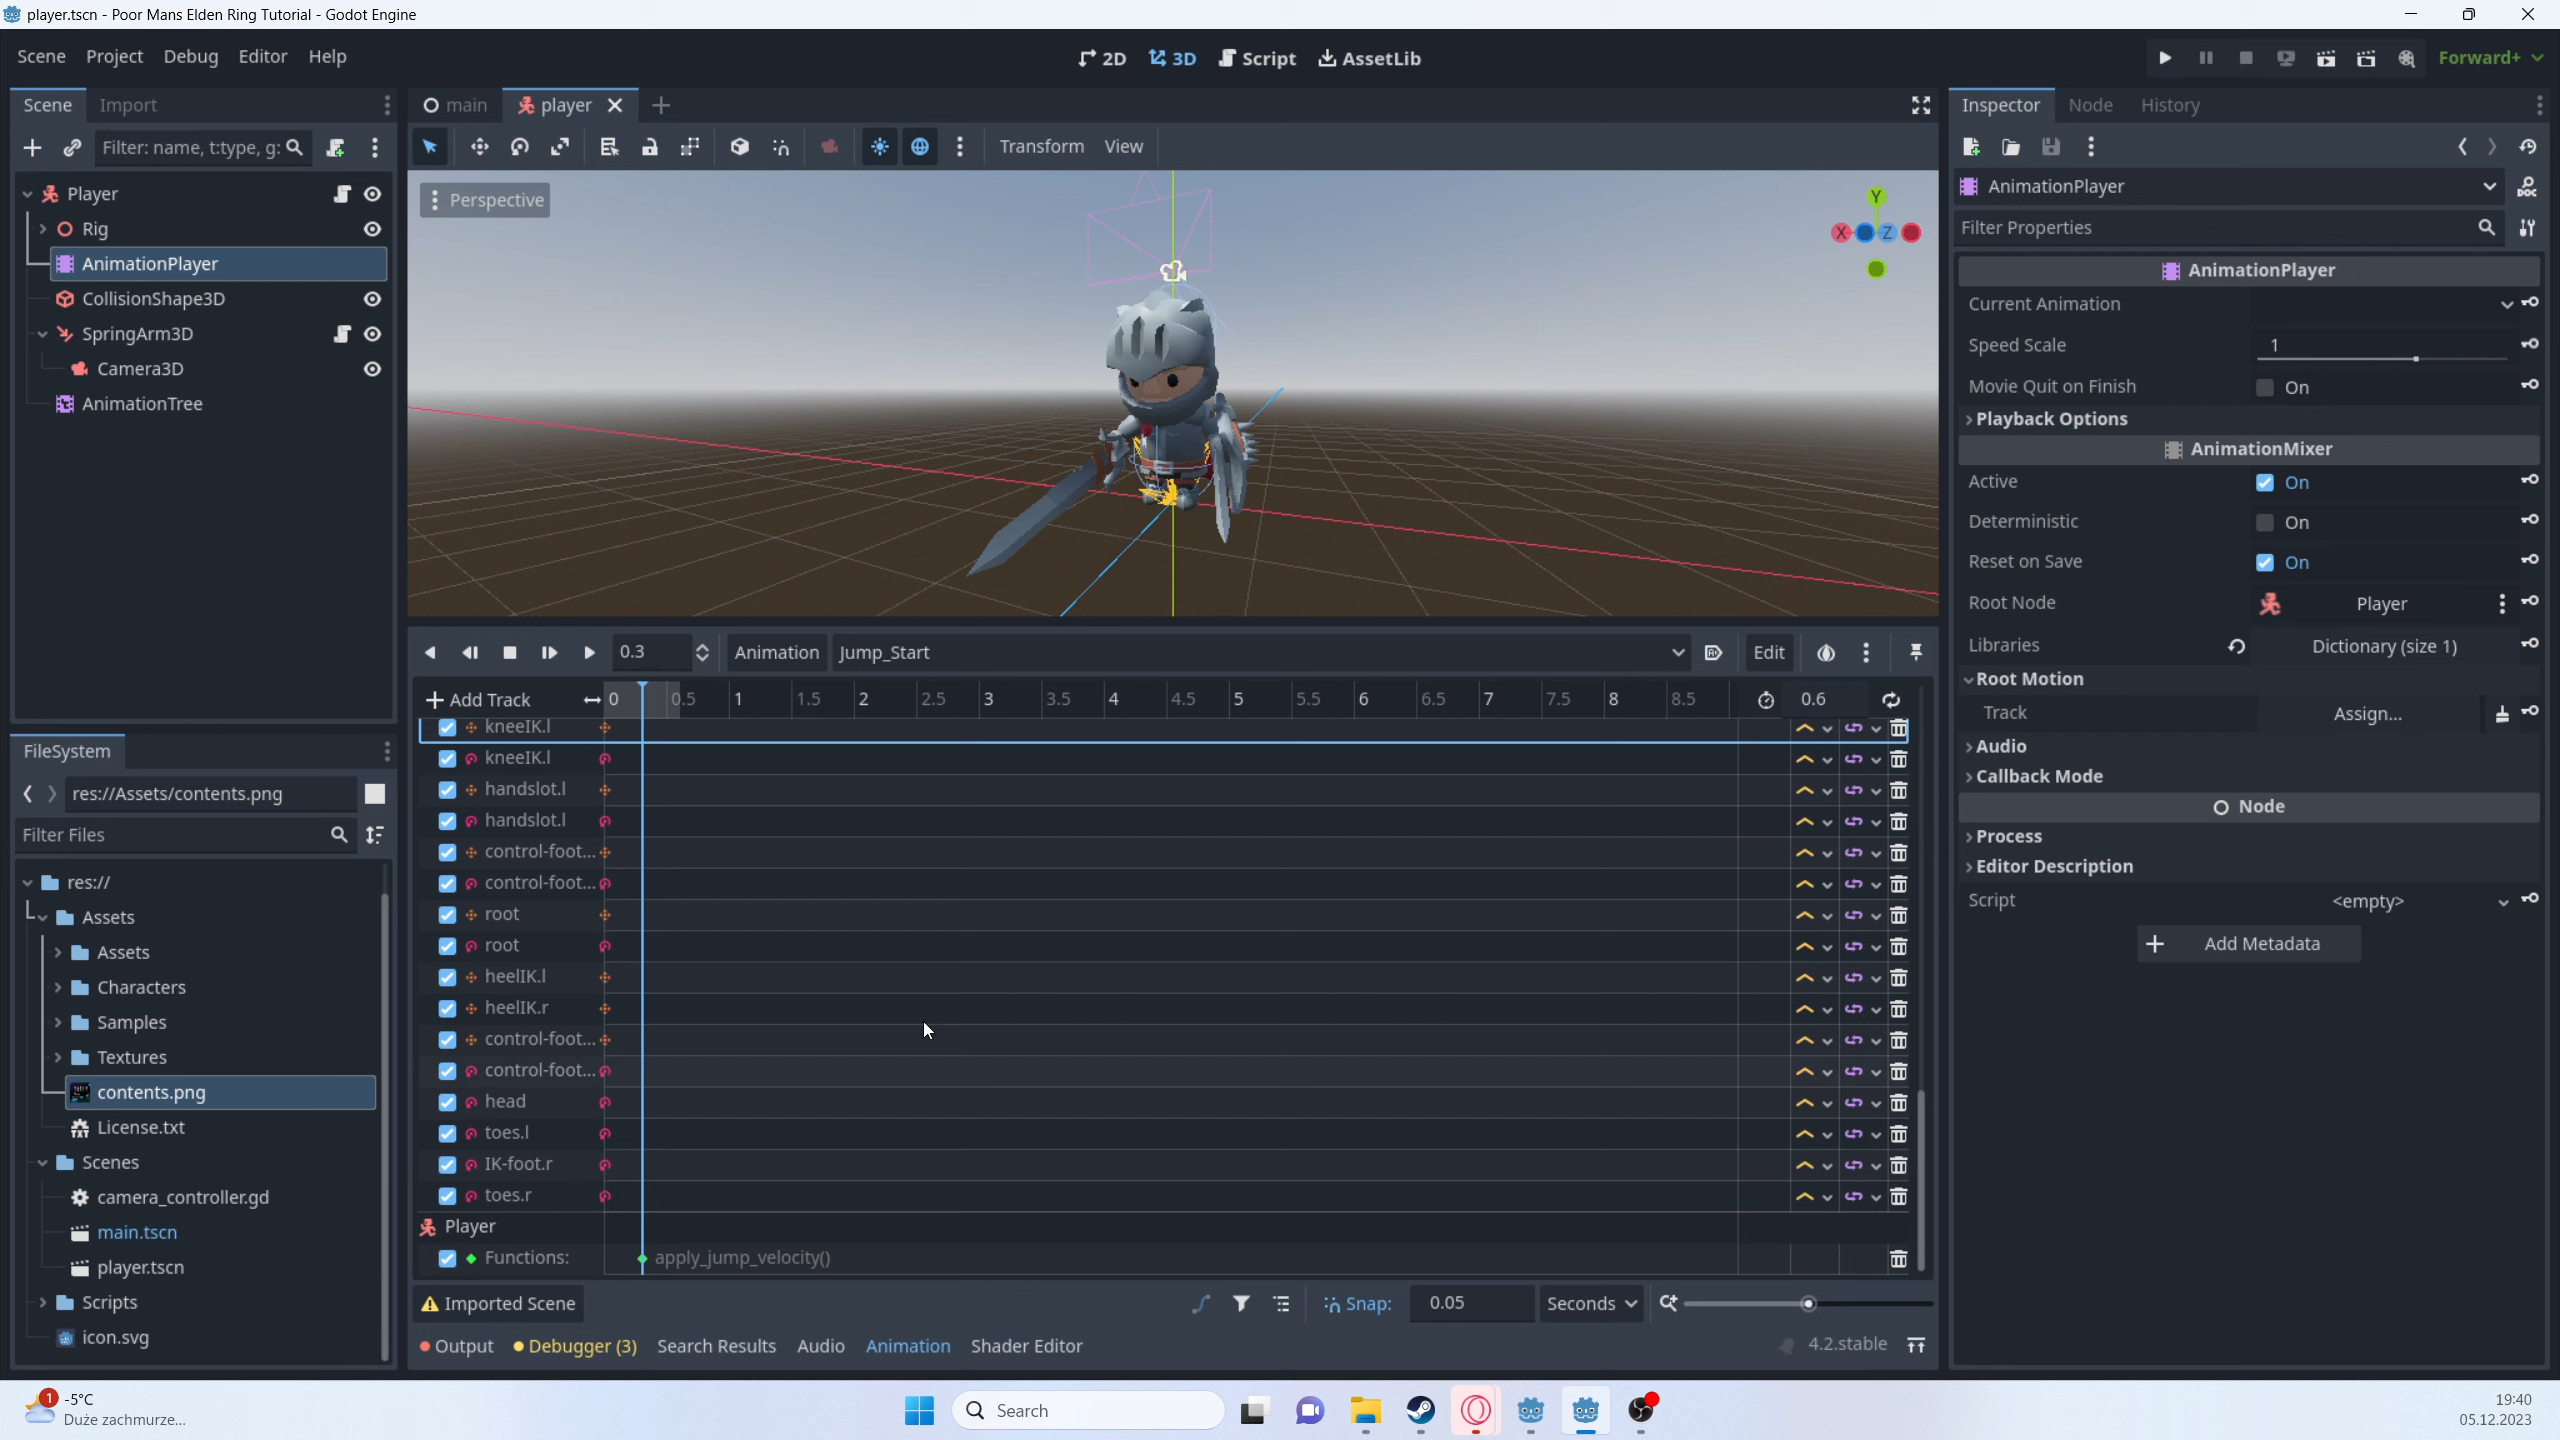 player.tscn - Poor Mans Elden Ring Tutorial - Godot Engine
Scene Project Debug Editor Help
2D 3D Script AssetLib
Forward+
Scene Import
main player
Inspector Node History
Filter: name, t:type, g:
Transform View
Player
Rig
AnimationPlayer
CollisionShape3D
SpringArm3D
Camera3D
AnimationTree
Perspective
Y
X Z
AnimationPlayer
Filter Properties
AnimationPlayer
Current Animation
Speed Scale 1
Movie Quit on Finish On
Playback Options
AnimationMixer
Active On
Deterministic On
Reset on Save On
Root Node Player
Libraries Dictionary (size 1)
Root Motion
Track Assign...
Audio
Callback Mode
Node
Process
Editor Description
Script <empty>
Add Metadata
FileSystem
res://Assets/contents.png
Filter Files
res://
Assets
Assets
Characters
Samples
Textures
contents.png
License.txt
Scenes
camera_controller.gd
main.tscn
player.tscn
Scripts
icon.svg
0.3 Animation Jump_Start Edit
Add Track 0 0.5 1 1.5 2 2.5 3 3.5 4 4.5 5 5.5 6 6.5 7 7.5 8 8.5 0.6
kneeIK.l
kneeIK.l
handslot.l
handslot.l
control-foot...
control-foot...
root
root
heelIK.l
heelIK.r
control-foot...
control-foot...
head
toes.l
IK-foot.r
toes.r
Player
Functions: apply_jump_velocity()
Imported Scene Snap: 0.05 Seconds
Output Debugger (3) Search Results Audio Animation Shader Editor 4.2.stable
1
-5°C
Duże zachmurze...
Search
19:40
05.12.2023